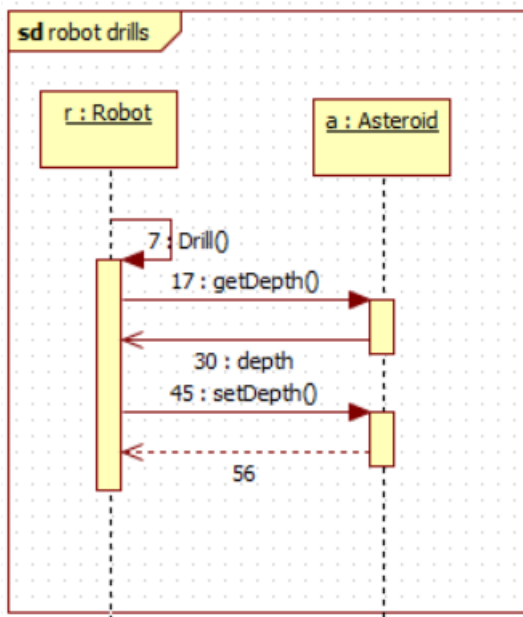 sd robot drills
r : Robot
a : Asteroid
7 : Drill()
17 : getDepth()
30 : depth
45 : setDepth()
56